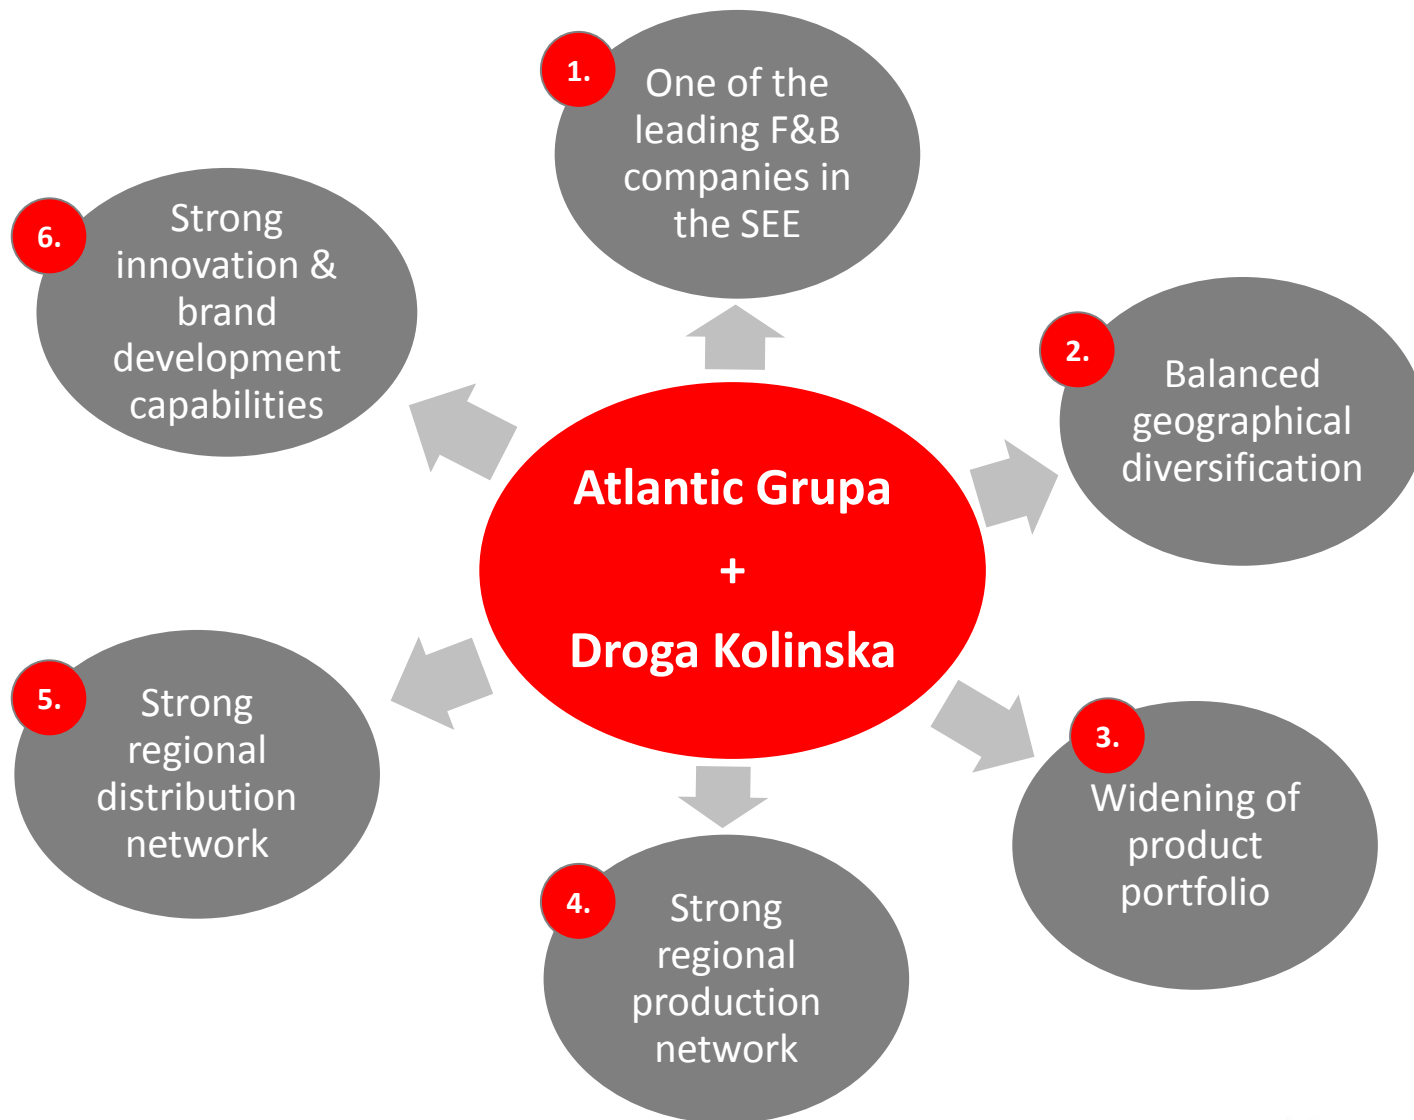 1.
One of the
leading F&B
companies in
the SEE
2.
Balanced
geographical
diversification
3.
Widening of
product
portfolio
4.
Strong
regional
production
network
5.
Strong
regional
distribution
network
6.
Strong
innovation &
brand
development
capabilities
Atlantic Grupa
+
Droga Kolinska